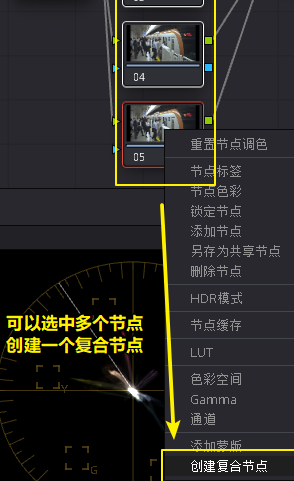 04
05
重置节点调色
节点标签
节点色彩
锁定节点
添加节点
另存为共享节点
删除节点
HDR模式
节点缓存
LUT
色彩空间
Gamma
通道
添加蒙版
创建复合节点
可以选中多个节点
创建一个复合节点
Y
G